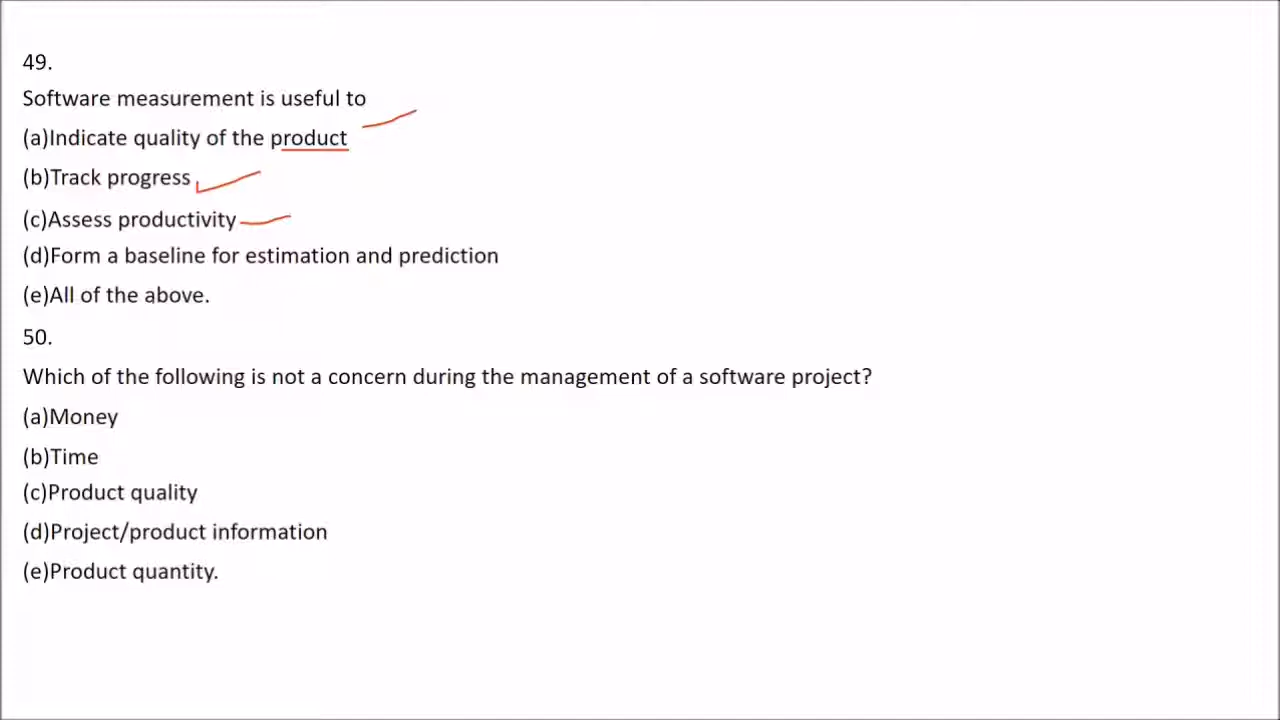 49.
Software measurement is useful to
(a)Indicate quality of the product
(b)Track progress
(c)Assess productivity
(d)Form a baseline for estimation and prediction
(e)All of the above.
50.
Which of the following is not a concern during the management of a software project?
(a)Money
(b)Time
(c)Product quality
(d)Project/product information
(e)Product quantity.